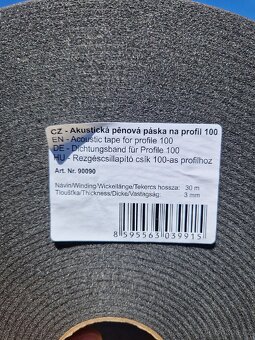 CZ - Akustická pěnová páska na profil 100
EN - Acoustic tape for profile 100
DE - Dichtungsband für Profile 100
HU - Rezgéscsillapító csík 100-as profilhoz
Art. Nr. 90090
Návin/Winding/Wickellänge/Tekercs hossza: 30 m
Tloušťka/Thickness/Dicke/Vastagság: 3 mm
8 595563 039915